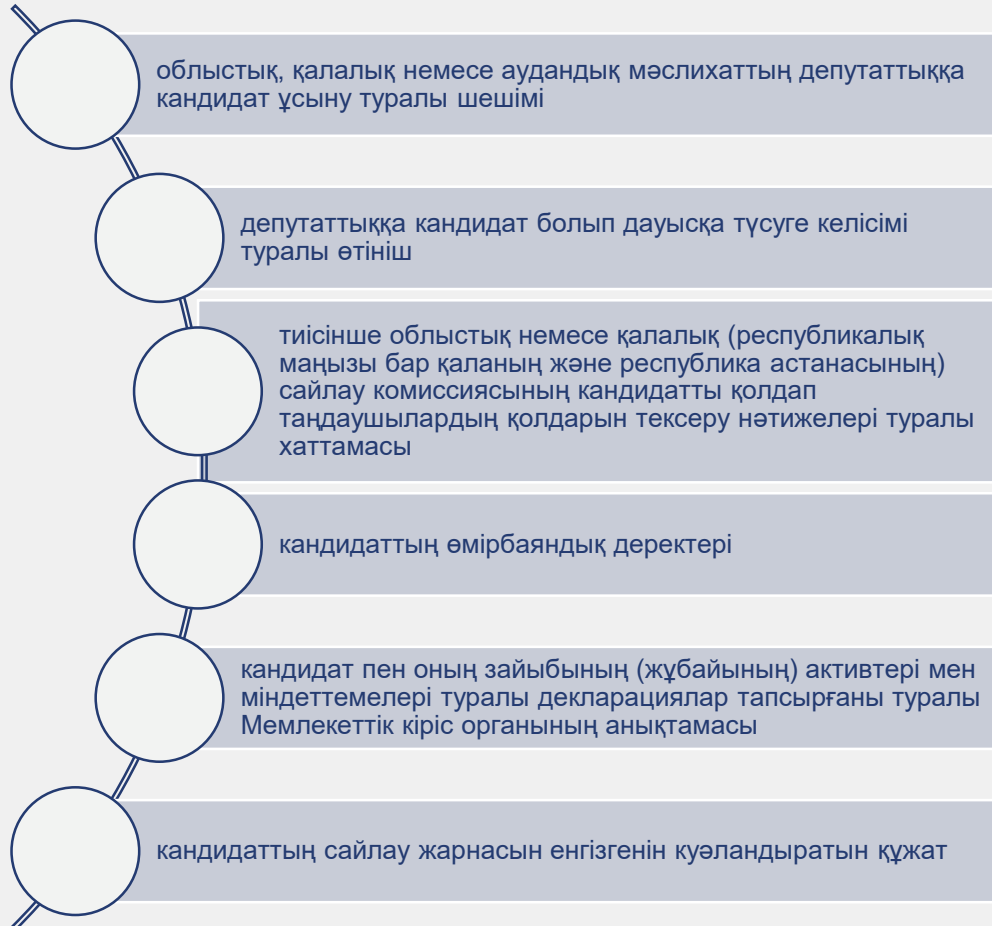 облыстық, қалалық немесе аудандық мәслихаттың депутаттыққа
кандидат ұсыну туралы шешімі
депутаттыққа кандидат болып дауысқа түсуге келісімі
туралы өтініш
тиісінше облыстық немесе қалалық (республикалық
маңызы бар қаланың және республика астанасының)
сайлау комиссиясының кандидатты қолдап
таңдаушылардың қолдарын тексеру нәтижелері туралы
хаттамасы
кандидаттың өмірбаяндық деректері
кандидат пен оның зайыбының (жұбайының) активтері мен
міндеттемелері туралы декларациялар тапсырғаны туралы
Мемлекеттік кіріс органының анықтамасы
кандидаттың сайлау жарнасын енгізгенін куәландыратын құжат